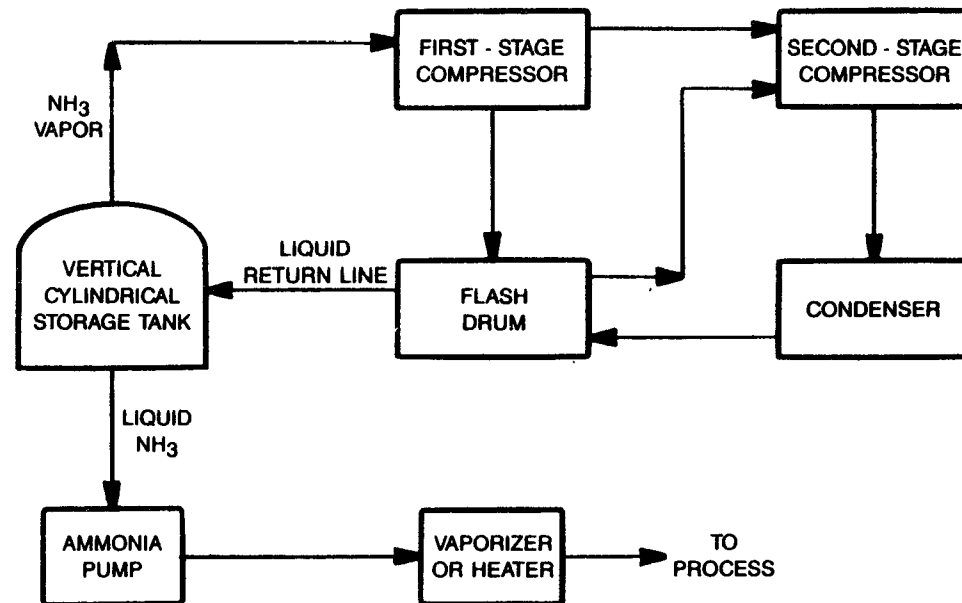 FIRST - STAGE
COMPRESSOR
SECOND - STAGE
COMPRESSOR
NH₃
VAPOR
VERTICAL
CYLINDRICAL
STORAGE TANK
LIQUID
RETURN LINE
FLASH
DRUM
CONDENSER
LIQUID
NH₃
AMMONIA
PUMP
VAPORIZER
OR HEATER
TO
PROCESS